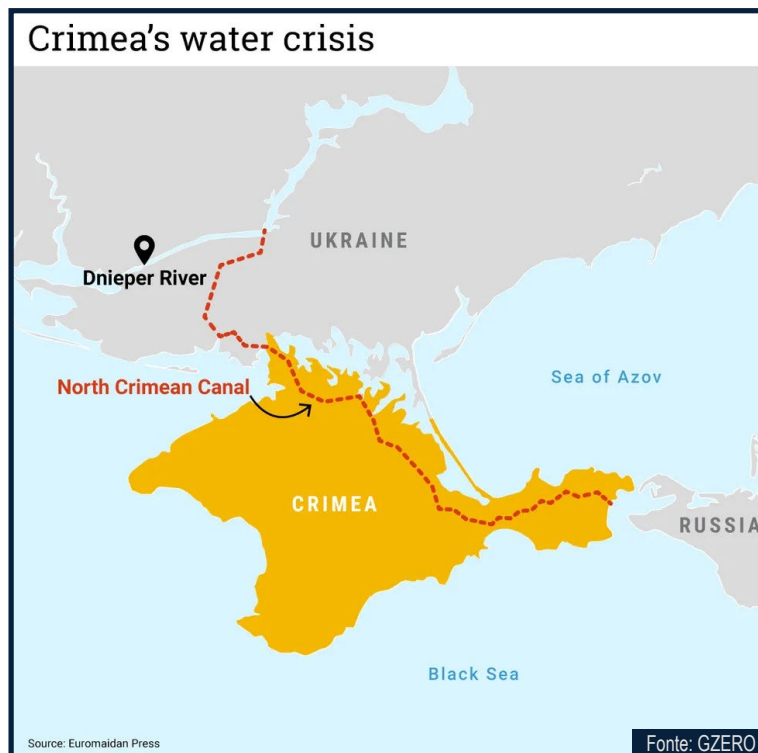 Crimea's water crisis
UKRAINE
Dnieper River
Sea of Azov
North Crimean Canal
CRIMEA
RUSSIA
Black Sea
Source: Euromaidan Press
Fonte: GZERO